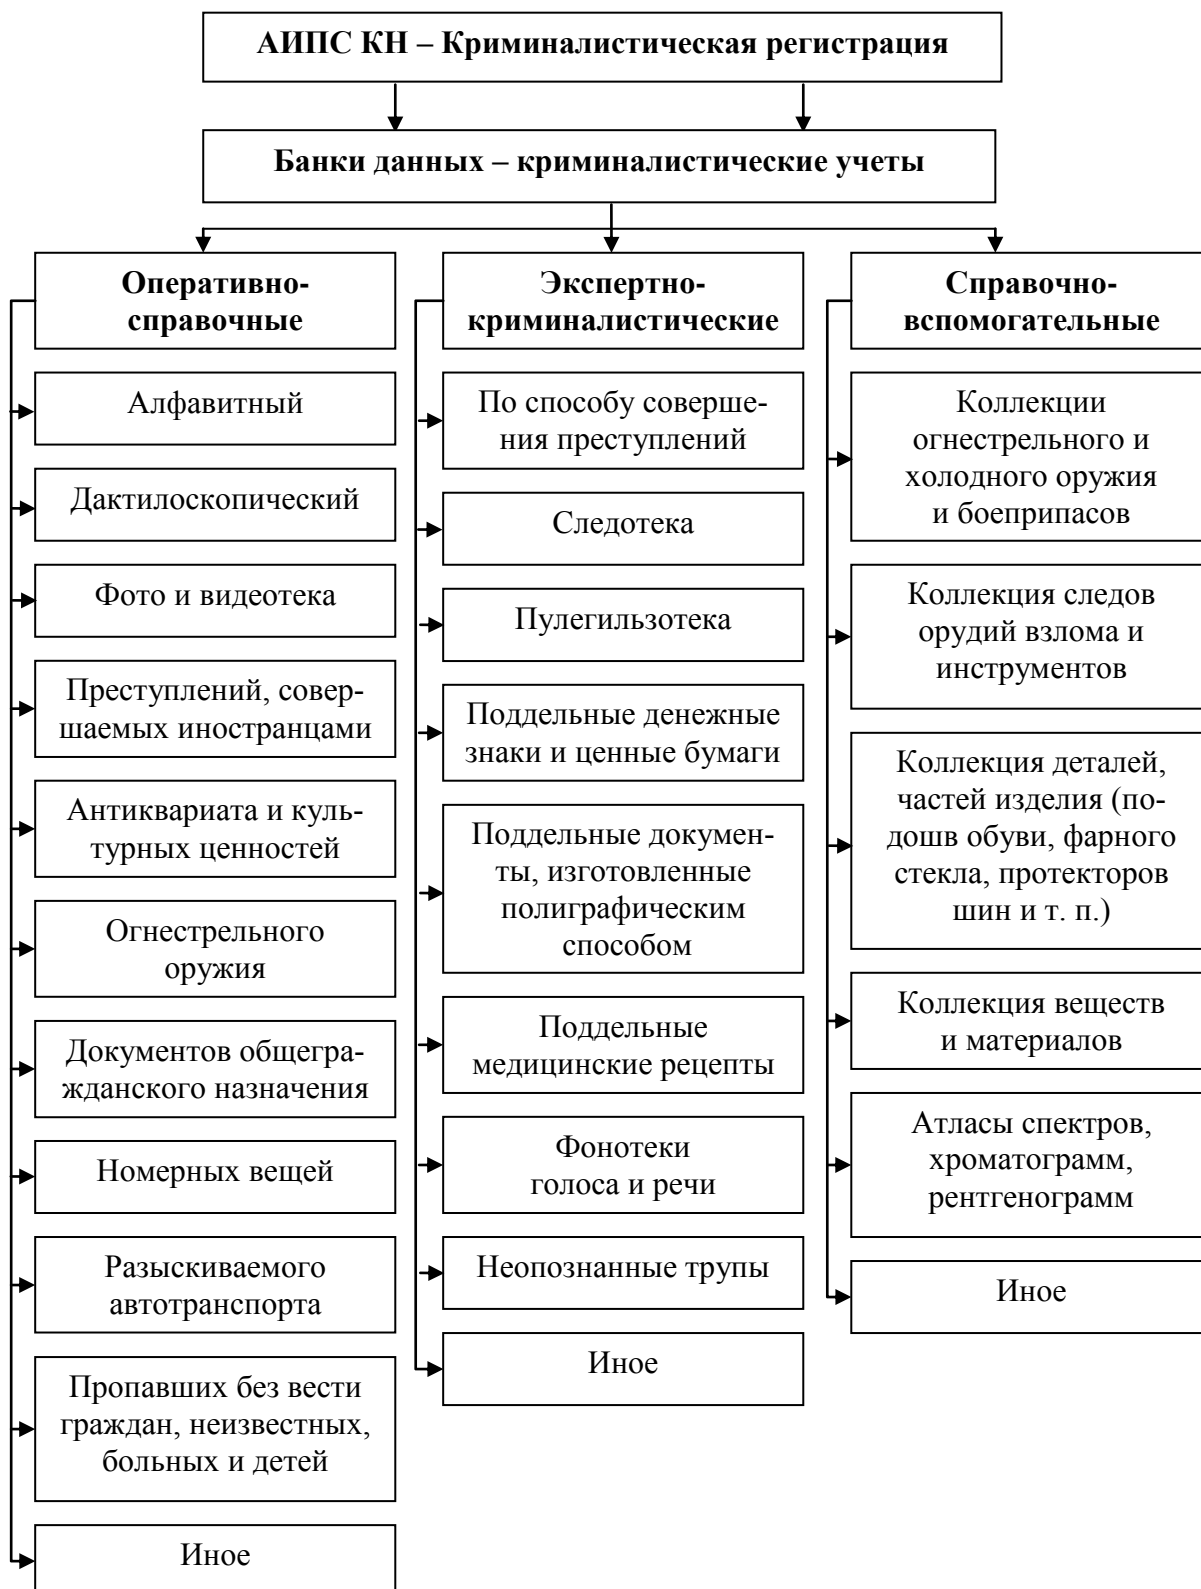 АИПС КН – Криминалистическая регистрация
Банки данных – криминалистические учеты
Оперативно-
справочные
Алфавитный
Дактилоскопический
Фото и видеотека
Преступлений, совер-
шаемых иностранцами
Антиквариата и куль-
турных ценностей
Огнестрельного
оружия
Документов общегра-
жданского назначения
Номерных вещей
Разыскиваемого
автотранспорта
Пропавших без вести
граждан, неизвестных,
больных и детей
Иное
Экспертно-
криминалистические
По способу соверше-
ния преступлений
Следотека
Пулегильзотека
Поддельные денежные
знаки и ценные бумаги
Поддельные докумен-
ты, изготовленные
полиграфическим
способом
Поддельные
медицинские рецепты
Фонотеки
голоса и речи
Неопознанные трупы
Иное
Справочно-
вспомогательные
Коллекции
огнестрельного и
холодного оружия
и боеприпасов
Коллекция следов
орудий взлома и
инструментов
Коллекция деталей,
частей изделия (по-
дошв обуви, фарного
стекла, протекторов
шин и т. п.)
Коллекция веществ
и материалов
Атласы спектров,
хроматограмм,
рентгенограмм
Иное